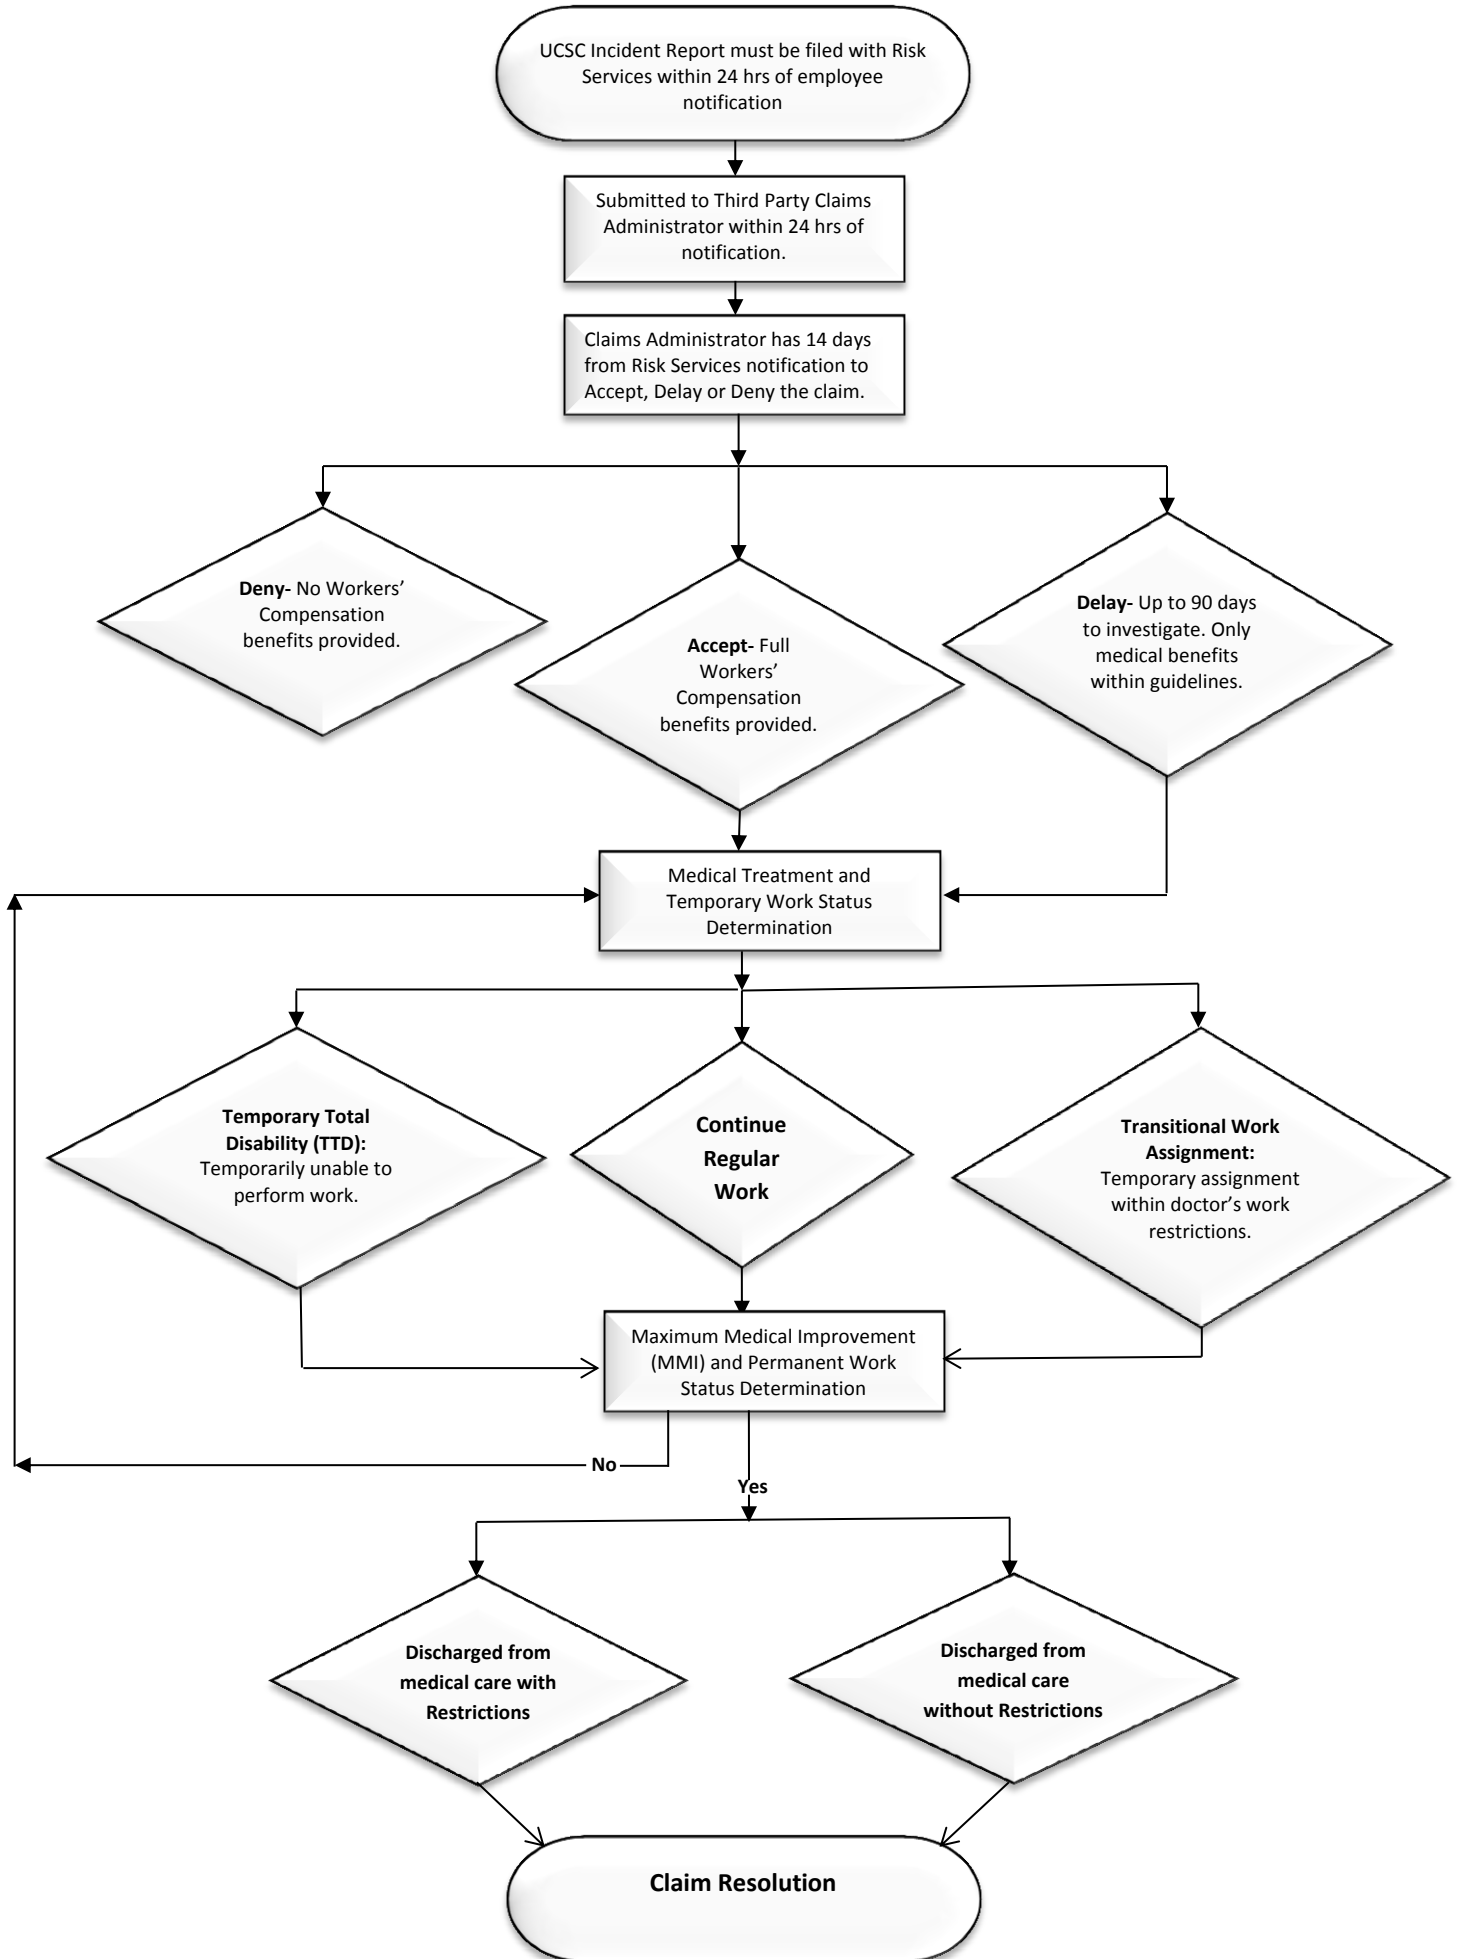 UCSC Incident Report must be filed with Risk
Services within 24 hrs of employee
notification
Submitted to Third Party Claims
Administrator within 24 hrs of
notification.
Claims Administrator has 14 days
from Risk Services notification to
Accept, Delay or Deny the claim.
Deny- No Workers’
Compensation
benefits provided.
Accept- Full
Workers’
Compensation
benefits provided.
Delay- Up to 90 days
to investigate. Only
medical benefits
within guidelines.
Medical Treatment and
Temporary Work Status
Determination
Temporary Total
Disability (TTD):
Temporarily unable to
perform work.
Continue
Regular
Work
Transitional Work
Assignment:
Temporary assignment
within doctor’s work
restrictions.
Maximum Medical Improvement
(MMI) and Permanent Work
Status Determination
No
Yes
Discharged from
medical care with
Restrictions
Discharged from
medical care
without Restrictions
Claim Resolution